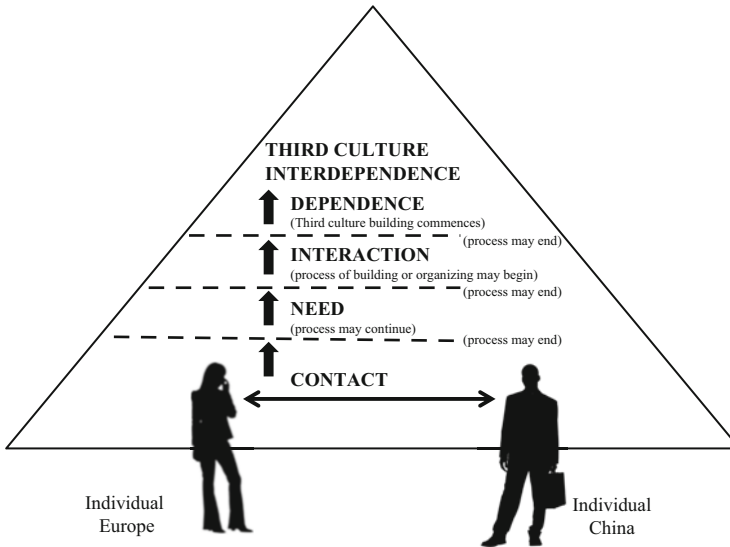 THIRD CULTURE
INTERDEPENDENCE
DEPENDENCE
(Third culture building commences)
(process may end)
INTERACTION
(process of building or organizing may begin)
(process may end)
NEED
(process may continue)
(process may end)
CONTACT
Individual
Europe
Individual
China